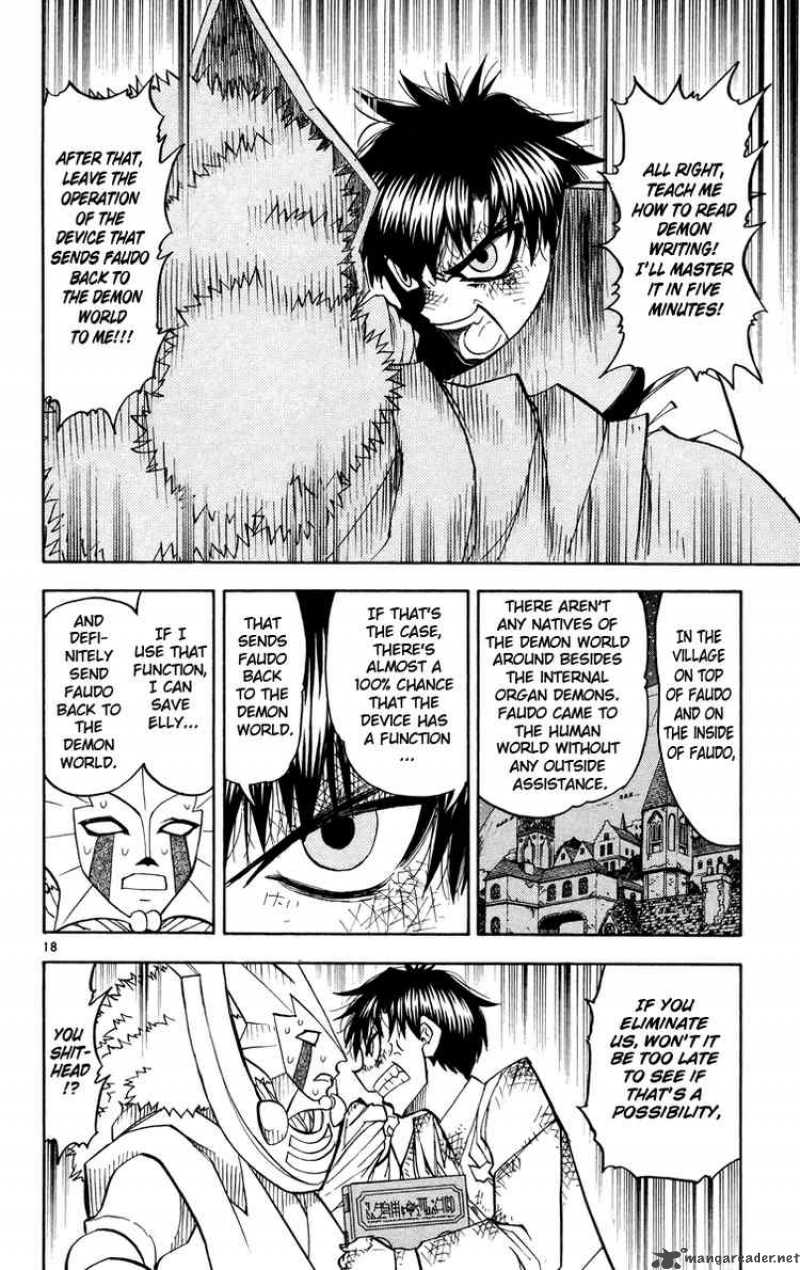 ALL RIGHT,
TEACH ME
HOW TO READ
DEMON
WRITING!
I'LL MASTER
IT IN FIVE
MINUTES!
AFTER THAT,
LEAVE THE
OPERATION
OF THE
DEVICE THAT
SENDS FAUDO
BACK TO
THE DEMON
WORLD
TO ME!!!
IN THE
VILLAGE
ON TOP
OF FAUDO
AND ON
THE INSIDE
OF FAUDO,
THERE AREN'T
ANY NATIVES OF
THE DEMON WORLD
AROUND BESIDES
THE INTERNAL
ORGAN DEMONS.
FAUDO CAME TO
THE HUMAN
WORLD WITHOUT
ANY OUTSIDE
ASSISTANCE.
IF THAT'S
THE CASE,
THERE'S
ALMOST A
100% CHANCE
THAT THE
DEVICE HAS
A FUNCTION
...
THAT
SENDS
FAUDO
BACK
TO THE
DEMON
WORLD.
IF I
USE THAT
FUNCTION,
I CAN
SAVE
ELLY...
AND
DEFI-
NITELY
SEND
FAUDO
BACK TO
THE
DEMON
WORLD.
18
IF YOU
ELIMINATE
US, WON'T IT
BE TOO LATE
TO SEE IF
THAT'S A
POSSIBILITY,
YOU
SHIT-
HEAD
!?
mangareader.net